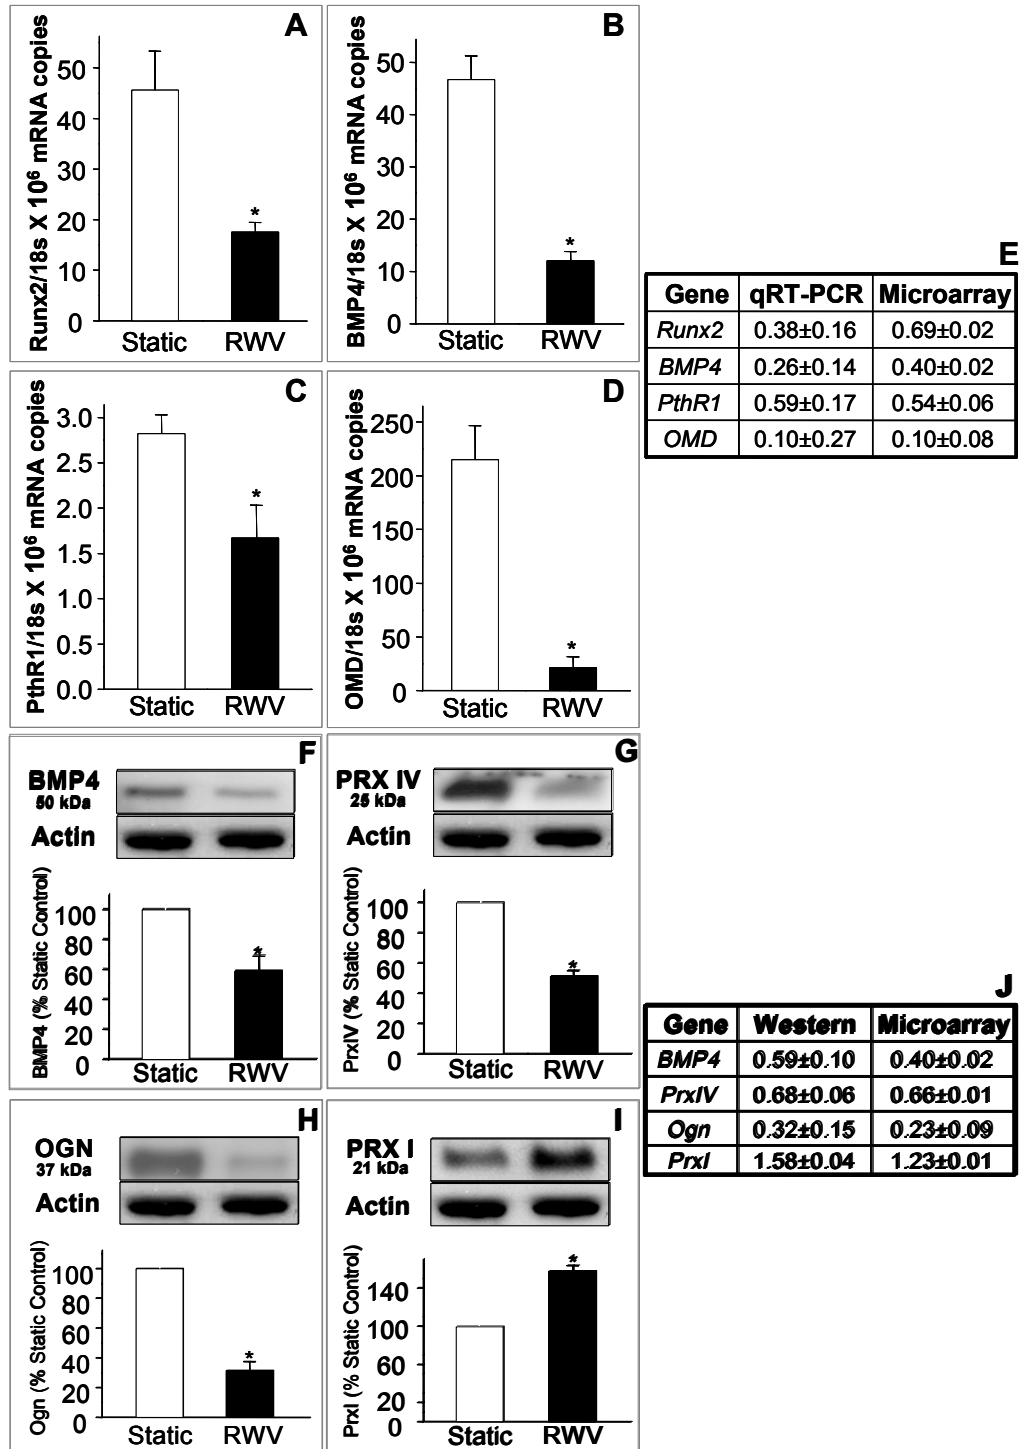 A
Runx2/18s X 10⁶ mRNA copies
50
40
30
20
10
0
*
Static RWV
B
BMP4/18s X 10⁶ mRNA copies
50
40
30
20
10
0
*
Static RWV
C
PthR1/18s X 10⁶ mRNA copies
3.0
2.5
2.0
1.5
1.0
0.5
0.0
*
Static RWV
D
OMD/18s X 10⁶ mRNA copies
250
200
150
100
50
0
*
Static RWV
E
Gene qRT-PCR Microarray
Runx2 0.38±0.16 0.69±0.02
BMP4 0.26±0.14 0.40±0.02
PthR1 0.59±0.17 0.54±0.06
OMD 0.10±0.27 0.10±0.08
F
BMP4
50 kDa
Actin
BMP4 (% Static Control)
100
80
60
40
20
0
*
Static RWV
G
PRX IV
25 kDa
Actin
PrxIV (% Static Control)
100
80
60
40
20
0
*
Static RWV
H
OGN
37 kDa
Actin
Ogn (% Static Control)
100
80
60
40
20
0
*
Static RWV
I
PRX I
21 kDa
Actin
PrxI (% Static Control)
140
100
60
20
0
*
Static RWV
J
Gene Western Microarray
BMP4 0.59±0.10 0.40±0.02
PrxIV 0.68±0.06 0.66±0.01
Ogn 0.32±0.15 0.23±0.09
PrxI 1.58±0.04 1.23±0.01